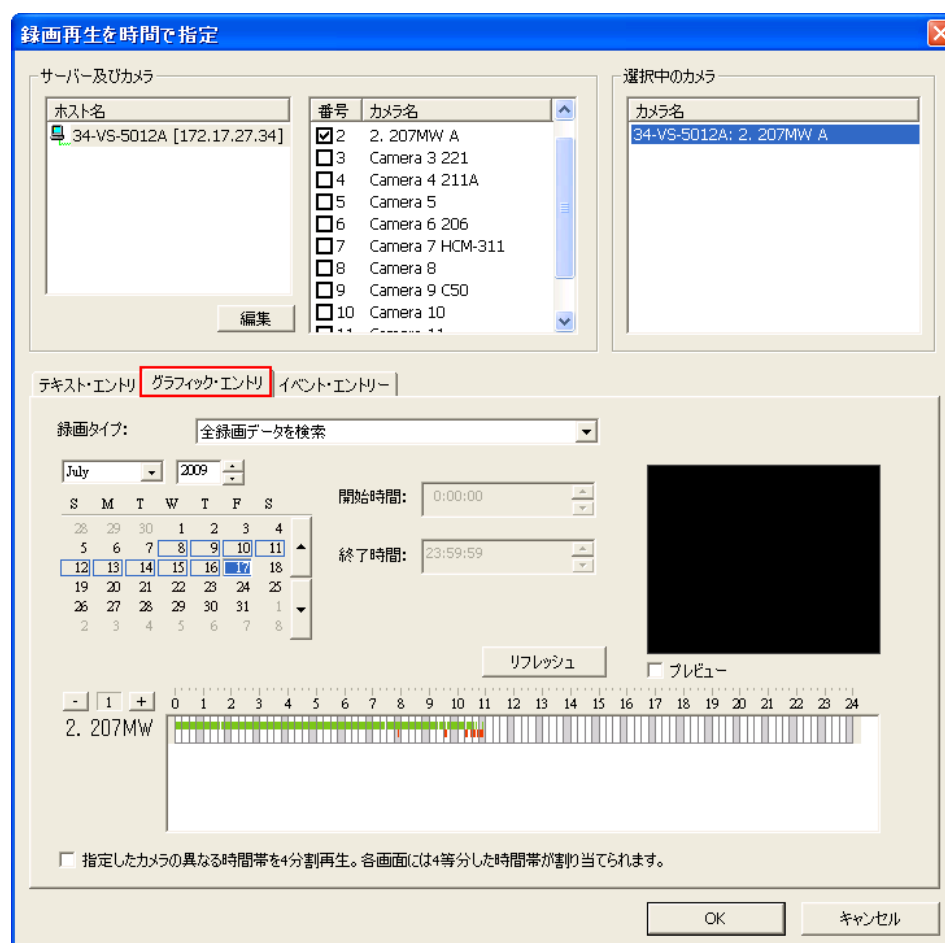 録画再生を時間で指定
サーバー及びカメラ
ホスト名
34-VS-5012A [172.17.27.34]
編集
番号 カメラ名
2 2. 207MW A
3 Camera 3 221
4 Camera 4 211A
5 Camera 5
6 Camera 6 206
7 Camera 7 HCM-311
8 Camera 8
9 Camera 9 C50
10 Camera 10
11 Camera 11
選択中のカメラ
カメラ名
34-VS-5012A: 2. 207MW A
テキスト・エントリ グラフィック・エントリ イベント・エントリー
録画タイプ: 全録画データを検索
July 2009
S M T W T F S
28 29 30 1 2 3 4
5 6 7 8 9 10 11
12 13 14 15 16 17 18
19 20 21 22 23 24 25
26 27 28 29 30 31 1
2 3 4 5 6 7 8
開始時間: 0:00:00
終了時間: 23:59:59
リフレッシュ
プレビュー
- 1 +
0 1 2 3 4 5 6 7 8 9 10 11 12 13 14 15 16 17 18 19 20 21 22 23 24
2. 207MW
指定したカメラの異なる時間帯を4分割再生。各画面には4等分した時間帯が割り当てられます。
OK キャンセル